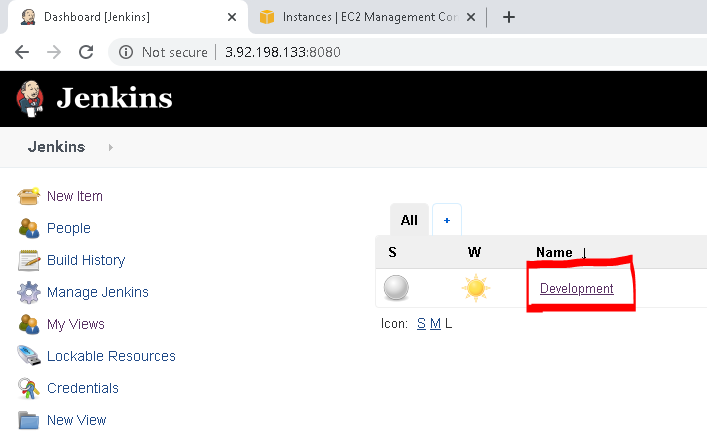 Dashboard [Jenkins]
Instances | EC2 Management Con
Not secure | 3.92.198.133:8080
Jenkins
Jenkins
New Item
People
Build History
Manage Jenkins
My Views
Lockable Resources
Credentials
New View
All +
S W Name ↓
Development
Icon: S M L